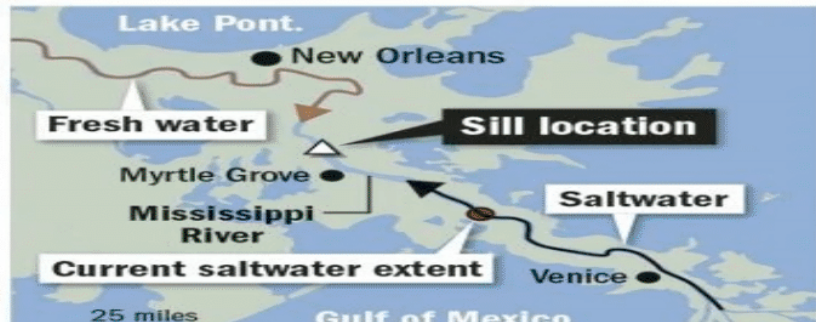 Lake Pont.
New Orleans
Fresh water
Sill location
Myrtle Grove
Saltwater
Mississippi
River
Current saltwater extent
Venice
25 miles
Gulf of Mexico